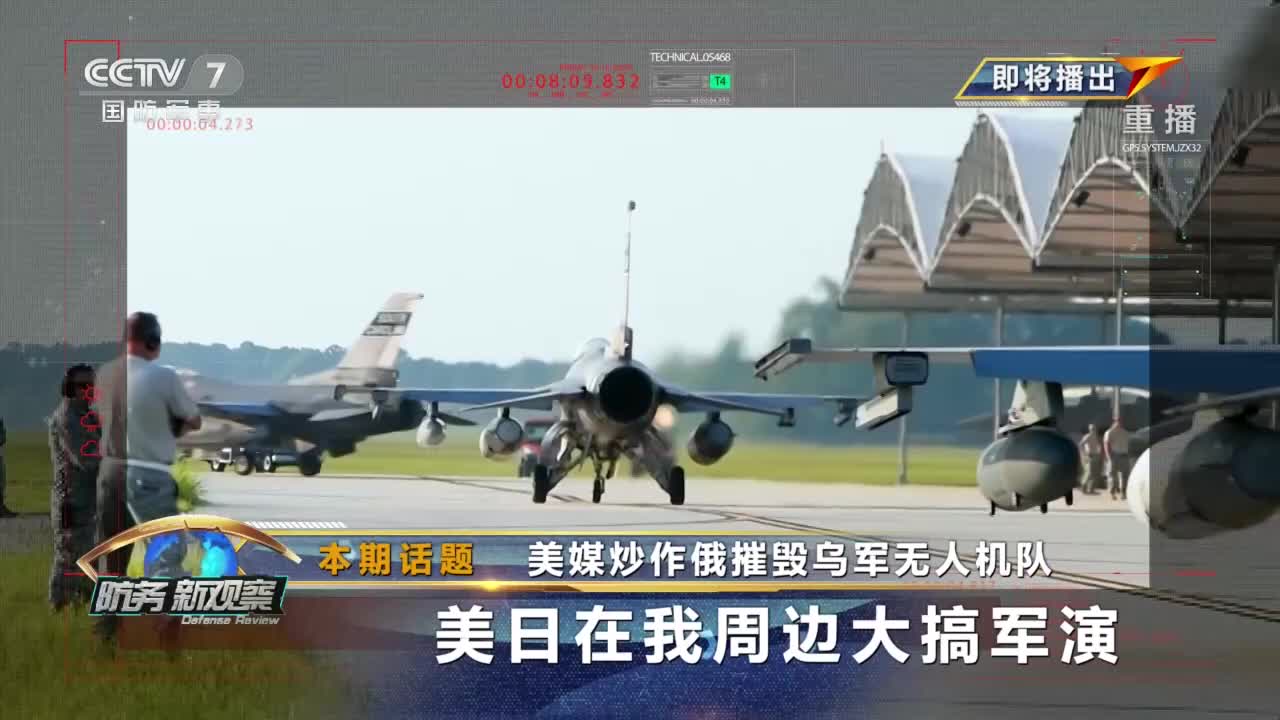 CCTV 7
国防军事
00:00:04.273
00:08:09.832
TECHNICAL.05468
T4
即将播出
重播
GPS.SYSTEM.JZX32
本期话题 美媒炒作俄摧毁乌军无人机队
防务新观察
Defense Review
美日在我周边大搞军演